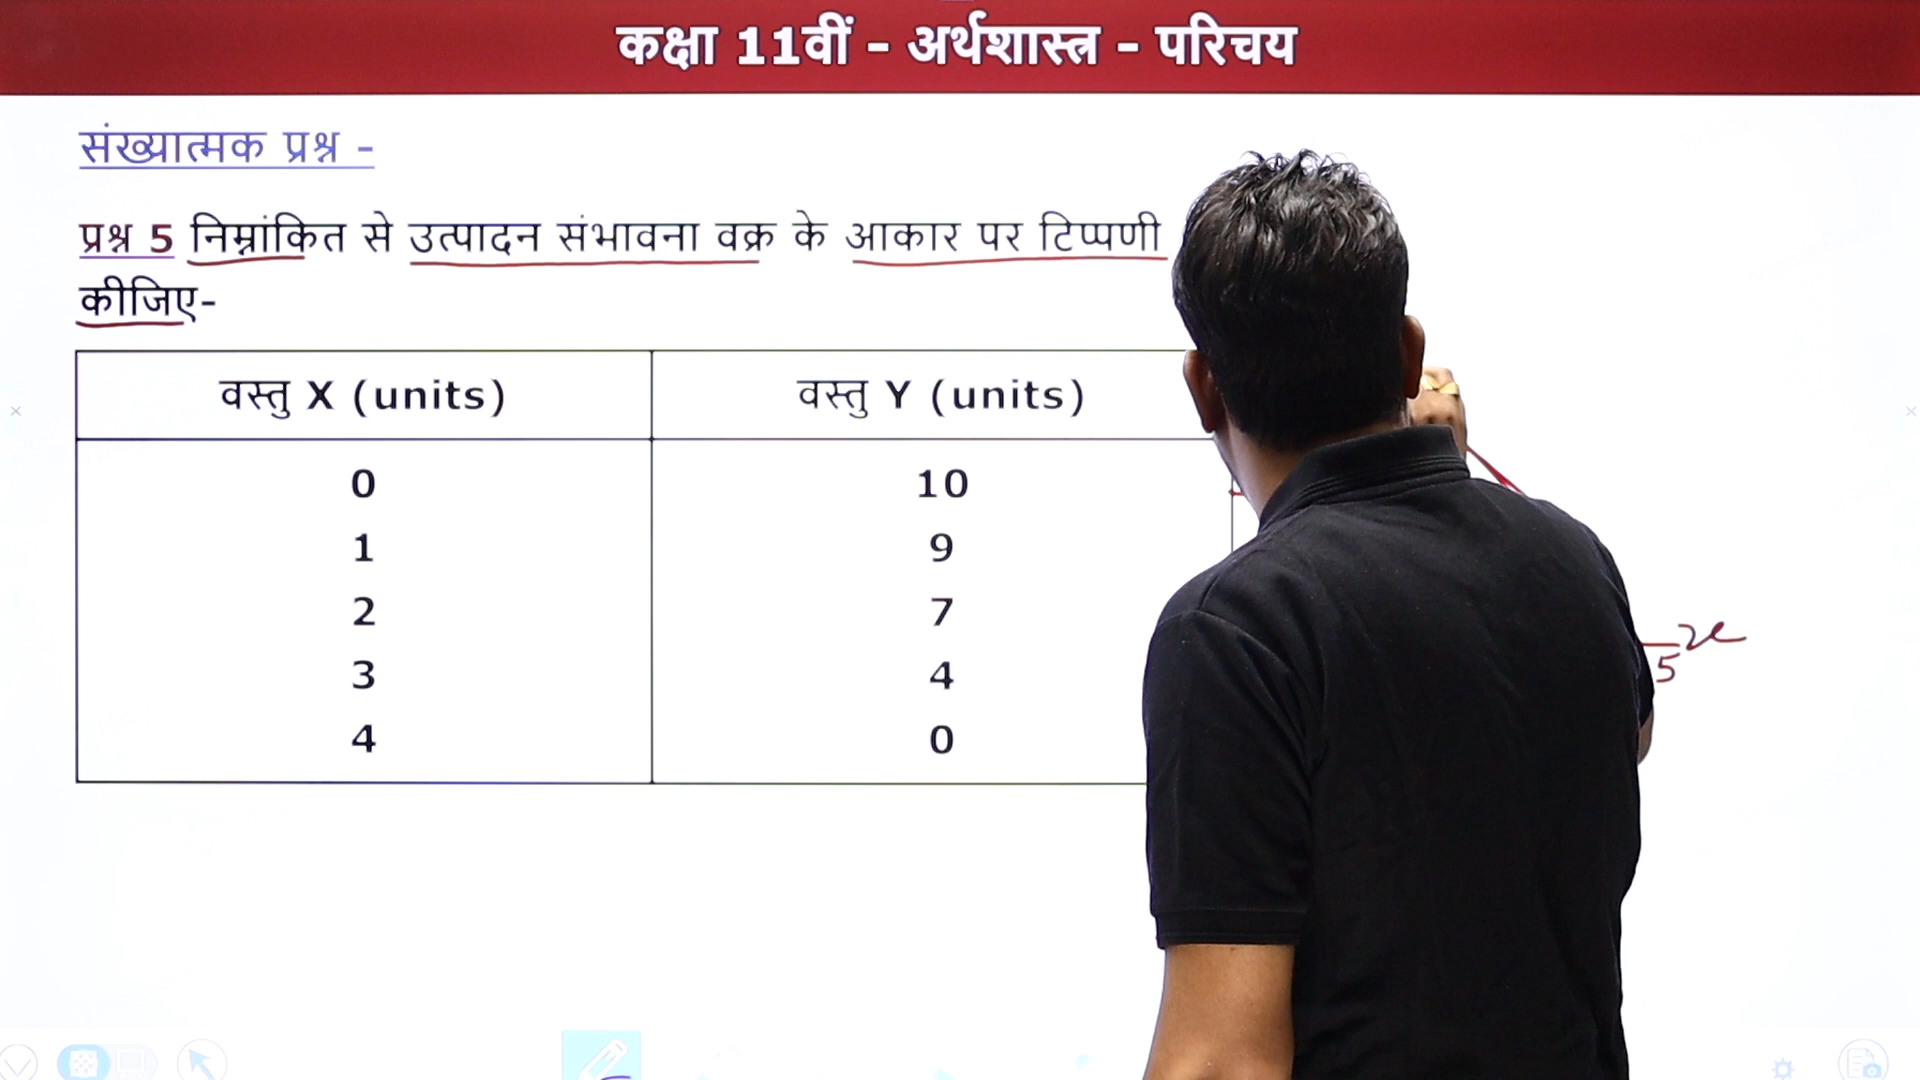 कक्षा 11वीं - अर्थशास्त्र - परिचय
संख्यात्मक प्रश्न -
प्रश्न 5 निम्नांकित से उत्पादन संभावना वक्र के आकार पर टिप्पणी
कीजिए-
वस्तु X (units) वस्तु Y (units)
0 10
1 9
2 7
3 4
4 0
x
5